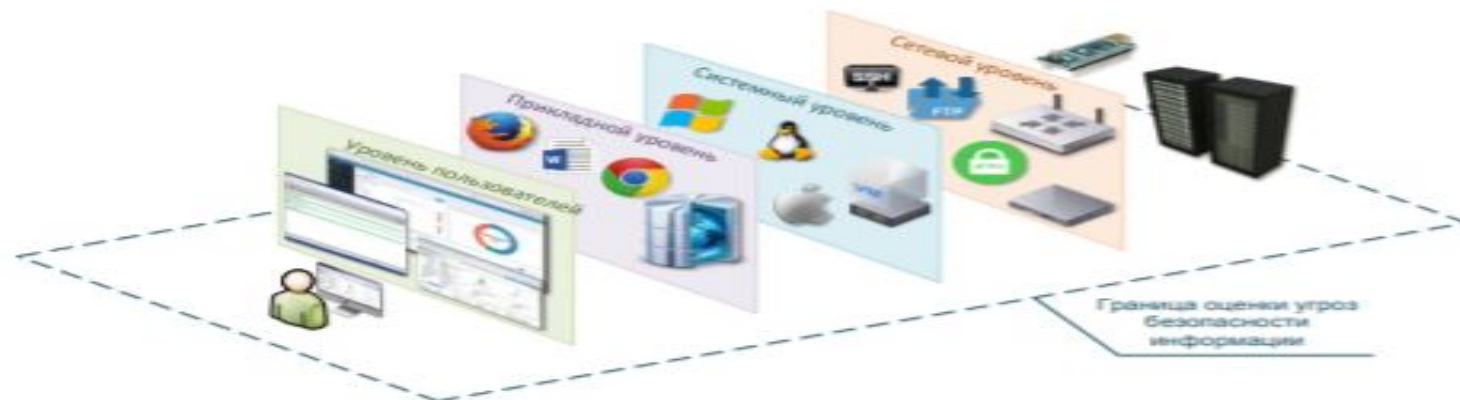 Уровень пользователей
Прикладной уровень
Системный уровень
Сетевой уровень
SSH
FTP
Граница оценки угроз
безопасности
информации